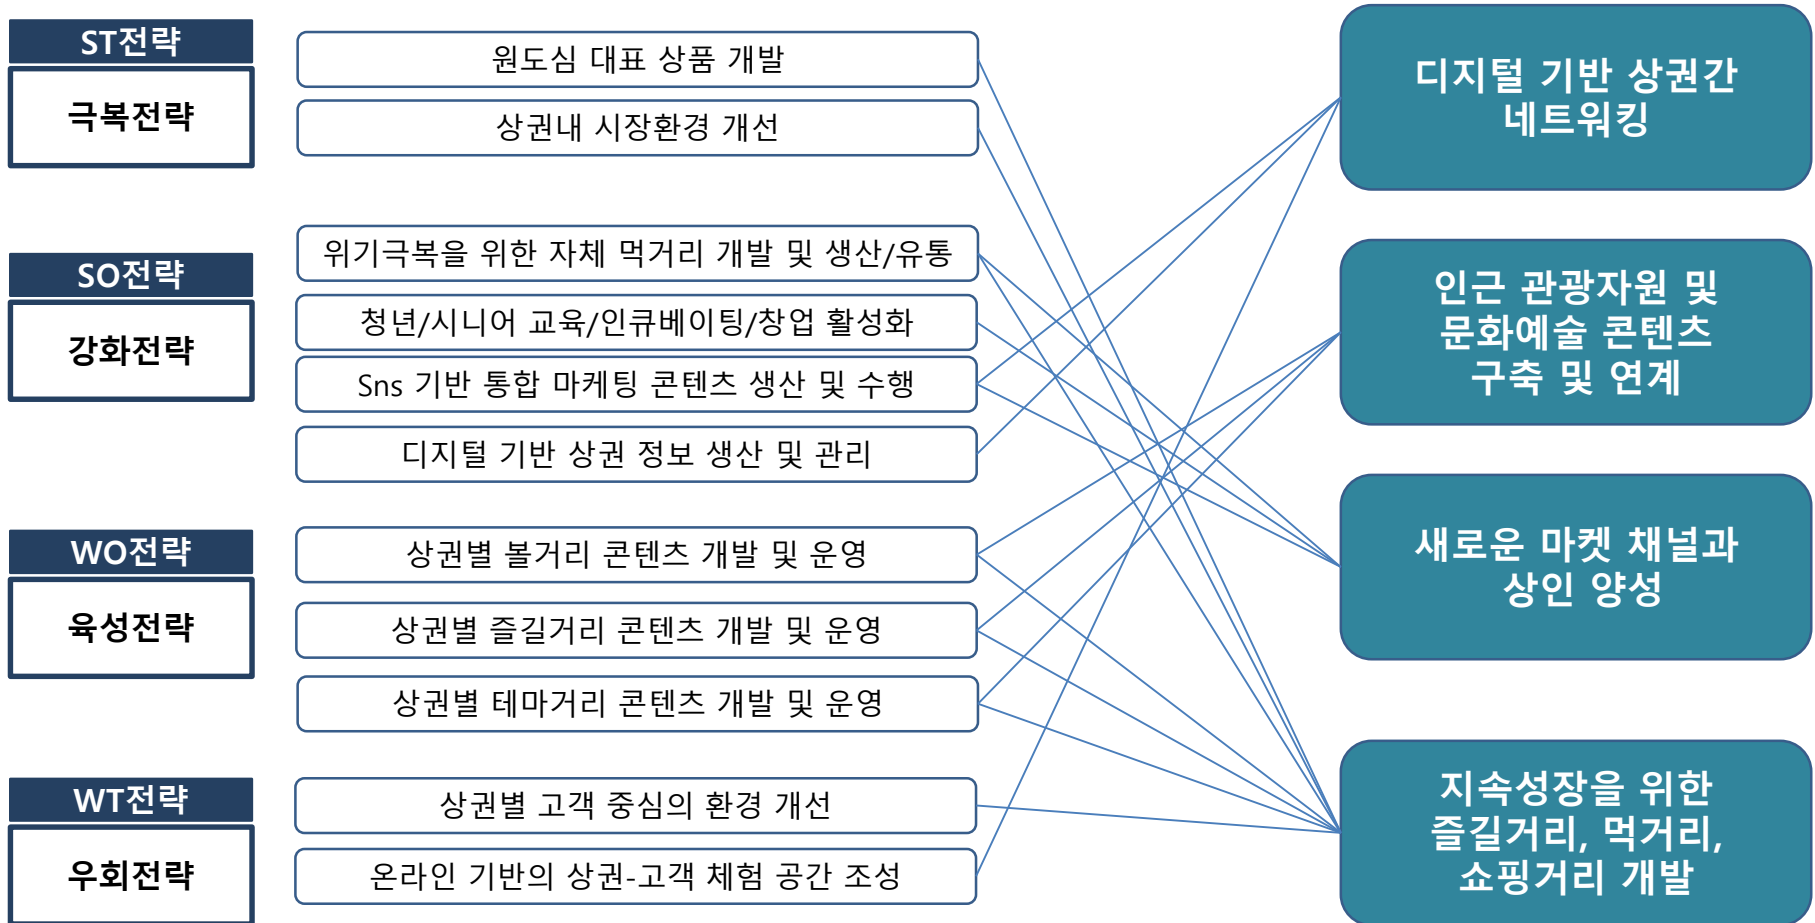 ST전략
극복전략
원도심 대표 상품 개발
상권내 시장환경 개선
SO전략
강화전략
위기극복을 위한 자체 먹거리 개발 및 생산/유통
청년/시니어 교육/인큐베이팅/창업 활성화
Sns 기반 통합 마케팅 콘텐츠 생산 및 수행
디지털 기반 상권 정보 생산 및 관리
WO전략
육성전략
상권별 볼거리 콘텐츠 개발 및 운영
상권별 즐길거리 콘텐츠 개발 및 운영
상권별 테마거리 콘텐츠 개발 및 운영
WT전략
우회전략
상권별 고객 중심의 환경 개선
온라인 기반의 상권-고객 체험 공간 조성
디지털 기반 상권간
네트워킹
인근 관광자원 및
문화예술 콘텐츠
구축 및 연계
새로운 마켓 채널과
상인 양성
지속성장을 위한
즐길거리, 먹거리,
쇼핑거리 개발